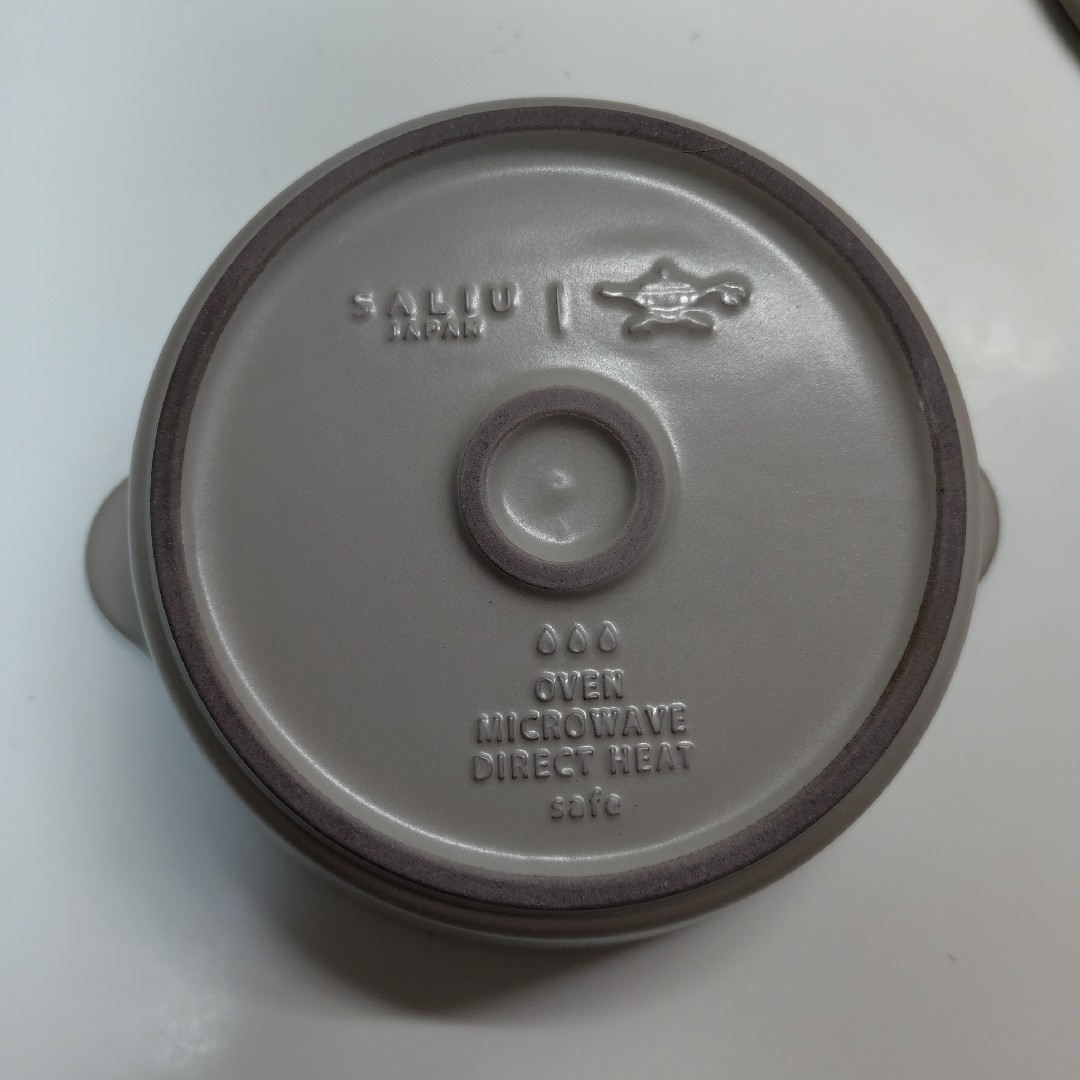 SALIU
JAPAN
OVEN
MICROWAVE
DIRECT HEAT
safe